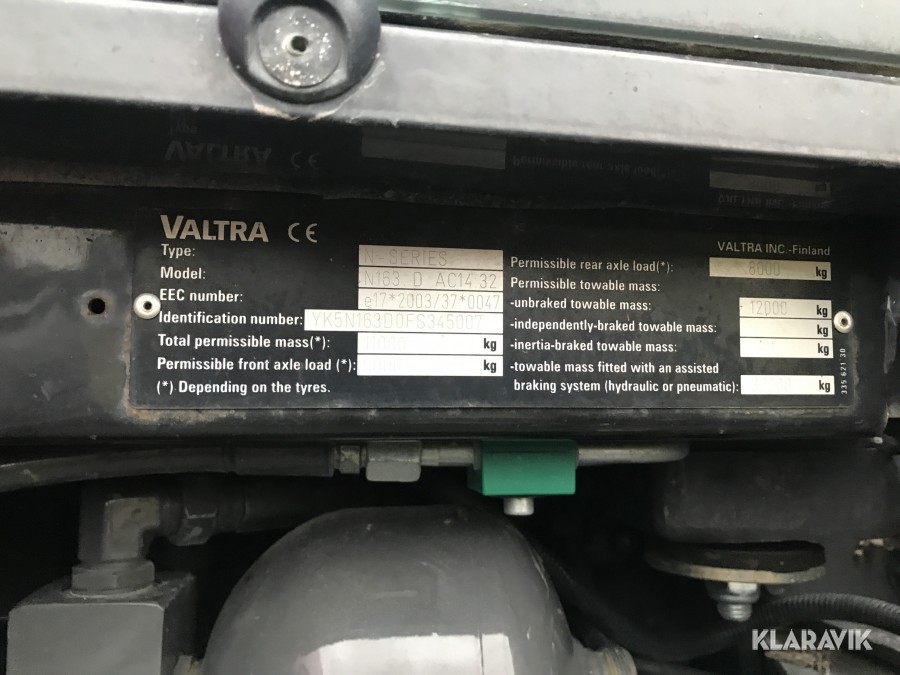 VALTRA CE
VALTRA INC.-Finland
Type: N-SERIES
Model: N163 D AC14 32
EEC number: e17*2003/37*0047
Identification number: YK5N163D0FS345007
Total permissible mass(*): kg
Permissible front axle load (*): kg
(*) Depending on the tyres.
Permissible rear axle load(*): 8000 kg
Permissible towable mass:
-unbraked towable mass: 12000 kg
-independently-braked towable mass: kg
-inertia-braked towable mass: kg
-towable mass fitted with an assisted
braking system (hydraulic or pneumatic): kg
335 621 30
KLARAVIK